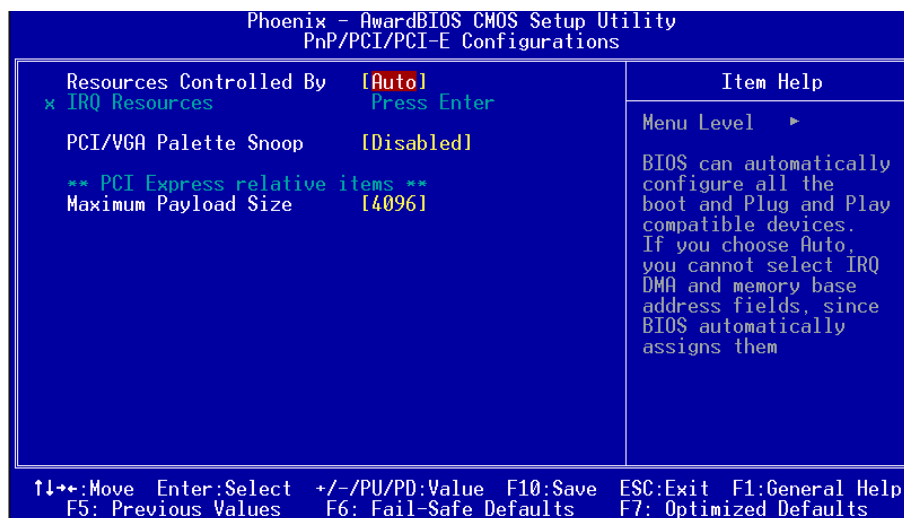 Phoenix - AwardBIOS CMOS Setup Utility
PnP/PCI/PCI-E Configurations
Resources Controlled By [Auto]
x IRQ Resources Press Enter
PCI/VGA Palette Snoop [Disabled]
** PCI Express relative items **
Maximum Payload Size [4096]
Item Help
Menu Level ►
BIOS can automatically
configure all the
boot and Plug and Play
compatible devices.
If you choose Auto,
you cannot select IRQ
DMA and memory base
address fields, since
BIOS automatically
assigns them
↑↓→←:Move Enter:Select +/-/PU/PD:Value F10:Save ESC:Exit F1:General Help
F5: Previous Values F6: Fail-Safe Defaults F7: Optimized Defaults